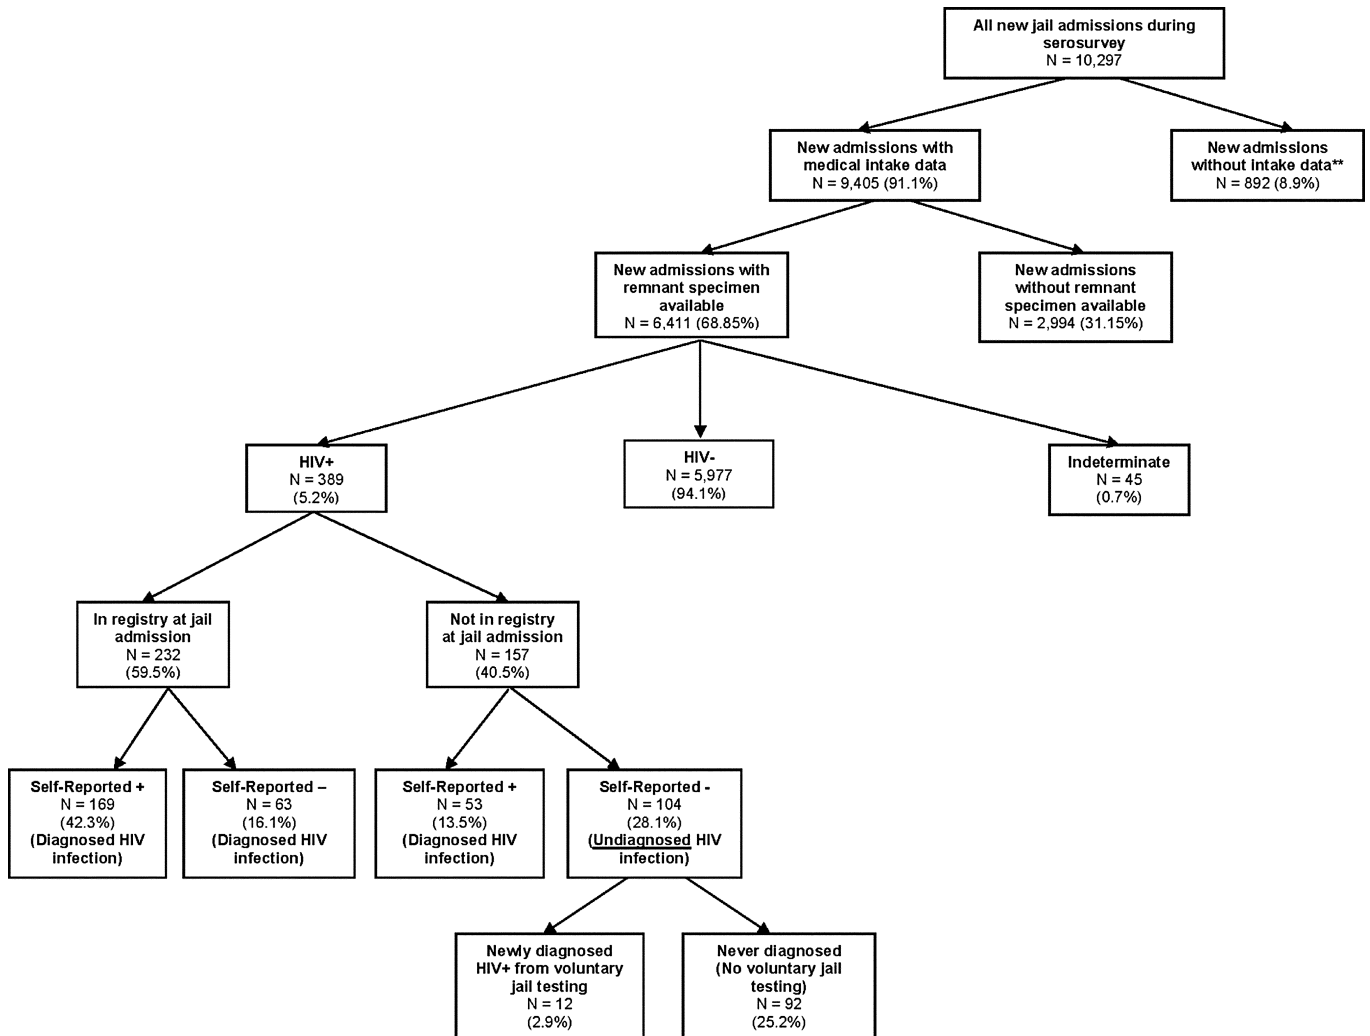 All new jail admissions during
serosurvey
N = 10,297
New admissions with
medical intake data
N = 9,405 (91.1%)
New admissions
without intake data**
N = 892 (8.9%)
New admissions with
remnant specimen
available
N = 6,411 (68.85%)
New admissions
without remnant
specimen available
N = 2,994 (31.15%)
HIV+
N = 389
(5.2%)
HIV-
N = 5,977
(94.1%)
Indeterminate
N = 45
(0.7%)
In registry at jail
admission
N = 232
(59.5%)
Not in registry
at jail admission
N = 157
(40.5%)
Self-Reported +
N = 169
(42.3%)
(Diagnosed HIV
infection)
Self-Reported –
N = 63
(16.1%)
(Diagnosed HIV
infection)
Self-Reported +
N = 53
(13.5%)
(Diagnosed HIV
infection)
Self-Reported -
N = 104
(28.1%)
(Undiagnosed HIV
infection)
Newly diagnosed
HIV+ from voluntary
jail testing
N = 12
(2.9%)
Never diagnosed
(No voluntary jail
testing)
N = 92
(25.2%)